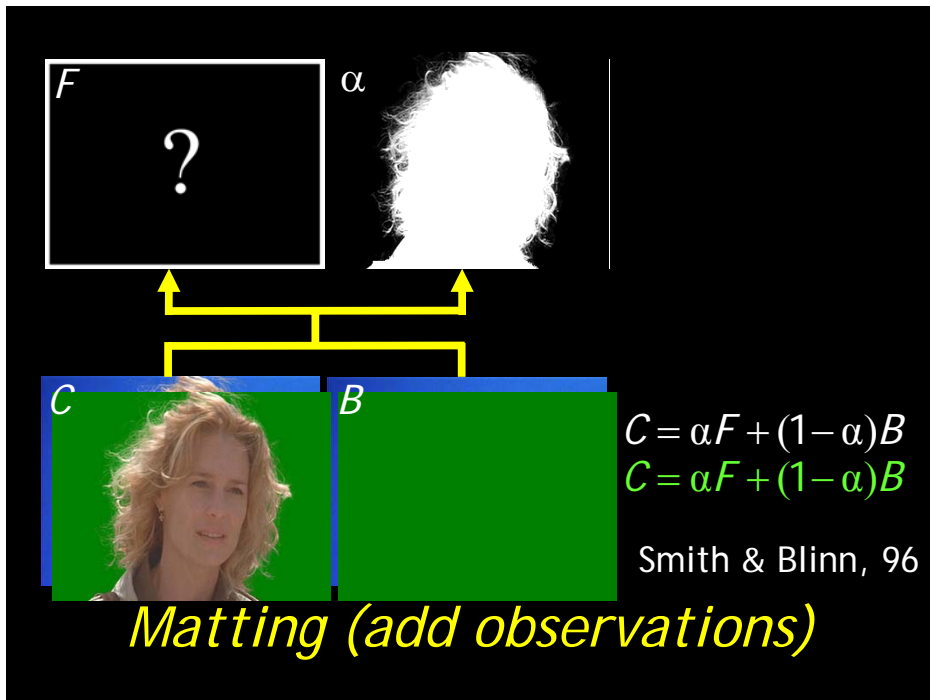 F
α
?
C
B
C = αF + (1 − α)B
C = αF + (1 − α)B
Smith & Blinn, 96
Matting (add observations)